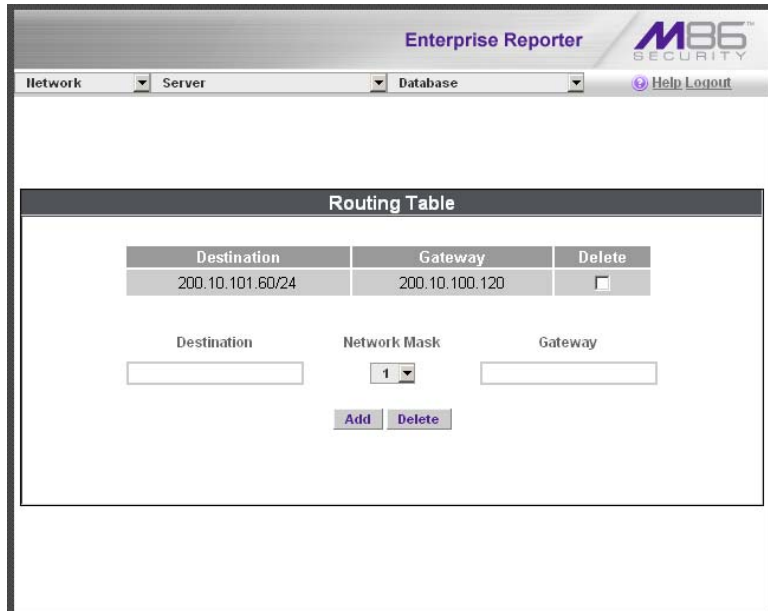 Enterprise Reporter
M86™
SECURITY
Network Server Database Help Logout
Routing Table
Destination Gateway Delete
200.10.101.60/24 200.10.100.120
Destination Network Mask Gateway
1
Add Delete